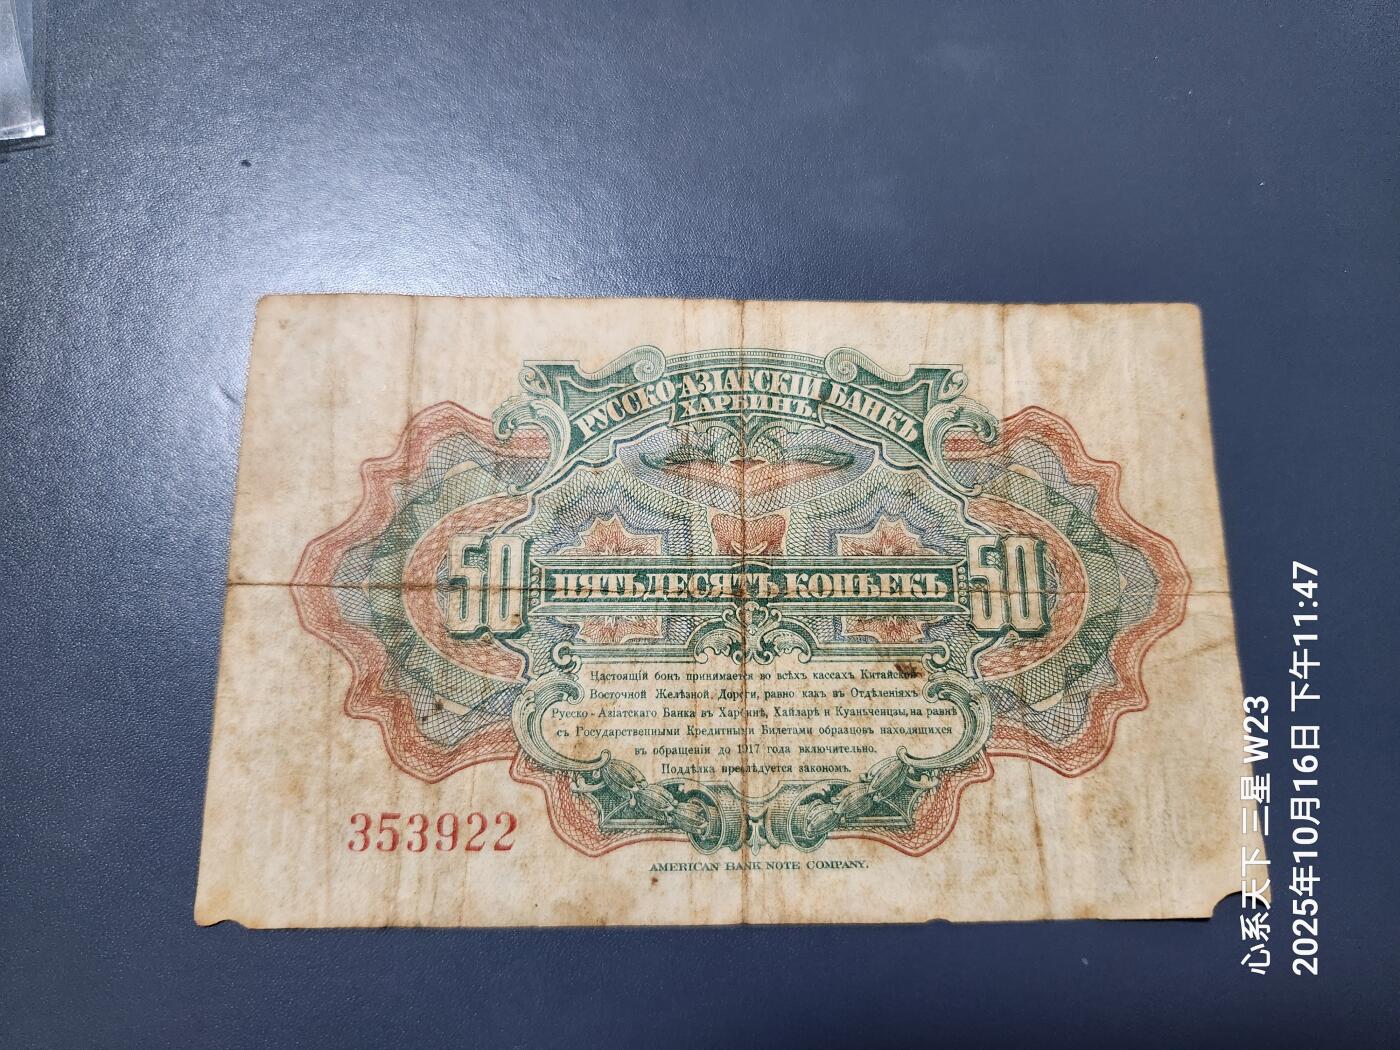 РУССКО-АЗІАТСКІЙ БАНКЪ
ХАРБИНЪ.
50 ПЯТЬДЕСЯТЪ КОПѢЕКЪ 50
Настоящій бонъ принимается во всѣхъ кассахъ Китайской
Восточной Желѣзной Дороги, равно какъ въ Отдѣленіяхъ
Русско-Азіатскаго Банка въ Харбинѣ, Хайларѣ и Куаньченцзы, на равнѣ
съ Государственными Кредитными Билетами образцовъ находящихся
въ обращеніи до 1917 года включительно.
Поддѣлка преслѣдуется закономъ.
353922
AMERICAN BANK NOTE COMPANY.
心系天下三星 W23
2025年10月16日 下午11:47